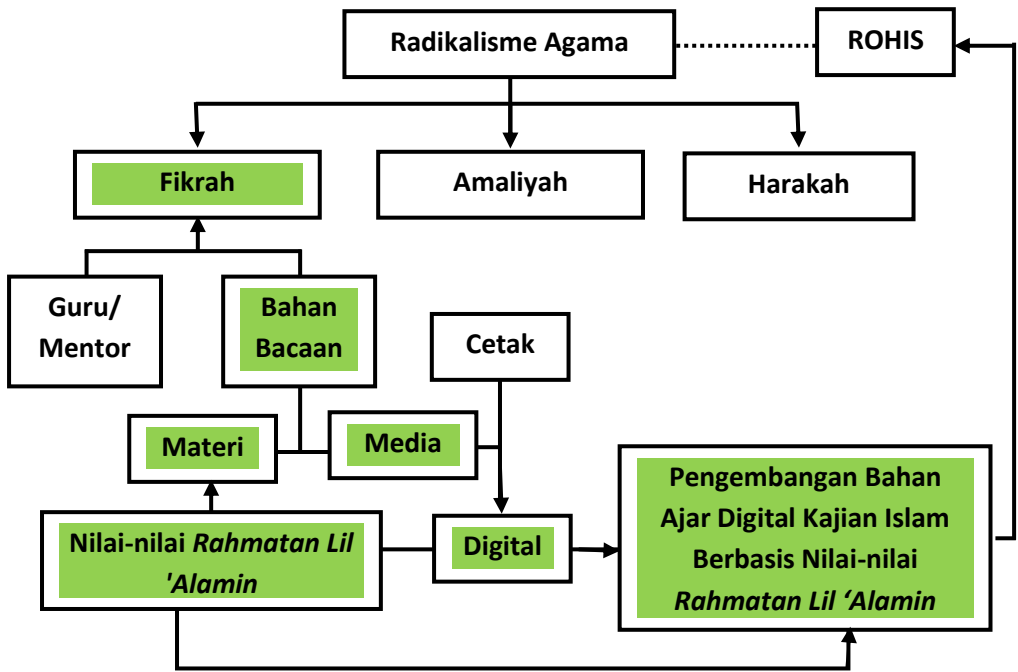 Radikalisme Agama
ROHIS
Fikrah
Amaliyah
Harakah
Guru/
Mentor
Bahan
Bacaan
Cetak
Materi
Media
Nilai-nilai Rahmatan Lil
'Alamin
Digital
Pengembangan Bahan
Ajar Digital Kajian Islam
Berbasis Nilai-nilai
Rahmatan Lil ‘Alamin